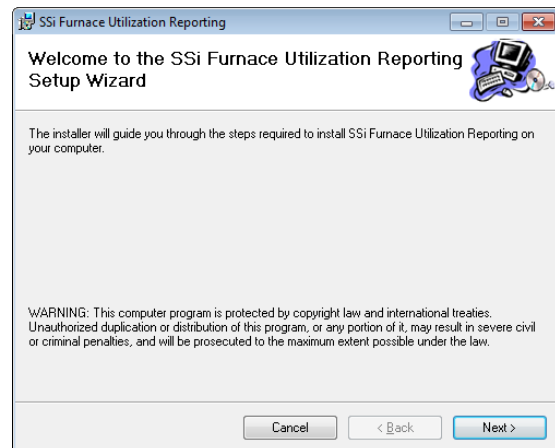 SSi Furnace Utilization Reporting
Welcome to the SSi Furnace Utilization Reporting
Setup Wizard
The installer will guide you through the steps required to install SSi Furnace Utilization Reporting on
your computer.
WARNING: This computer program is protected by copyright law and international treaties.
Unauthorized duplication or distribution of this program, or any portion of it, may result in severe civil
or criminal penalties, and will be prosecuted to the maximum extent possible under the law.
Cancel
< Back
Next >